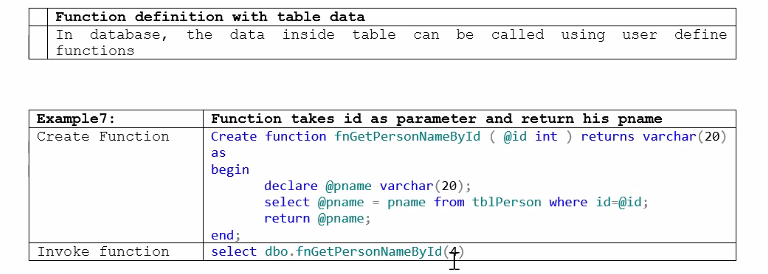 Function definition with table data
In database, the data inside table can be called using user define
functions
Example7: Function takes id as parameter and return his pname
Create Function Create function fnGetPersonNameById ( @id int ) returns varchar(20)
as
begin
declare @pname varchar(20);
select @pname = pname from tblPerson where id=@id;
return @pname;
end;
Invoke function select dbo.fnGetPersonNameById(4)